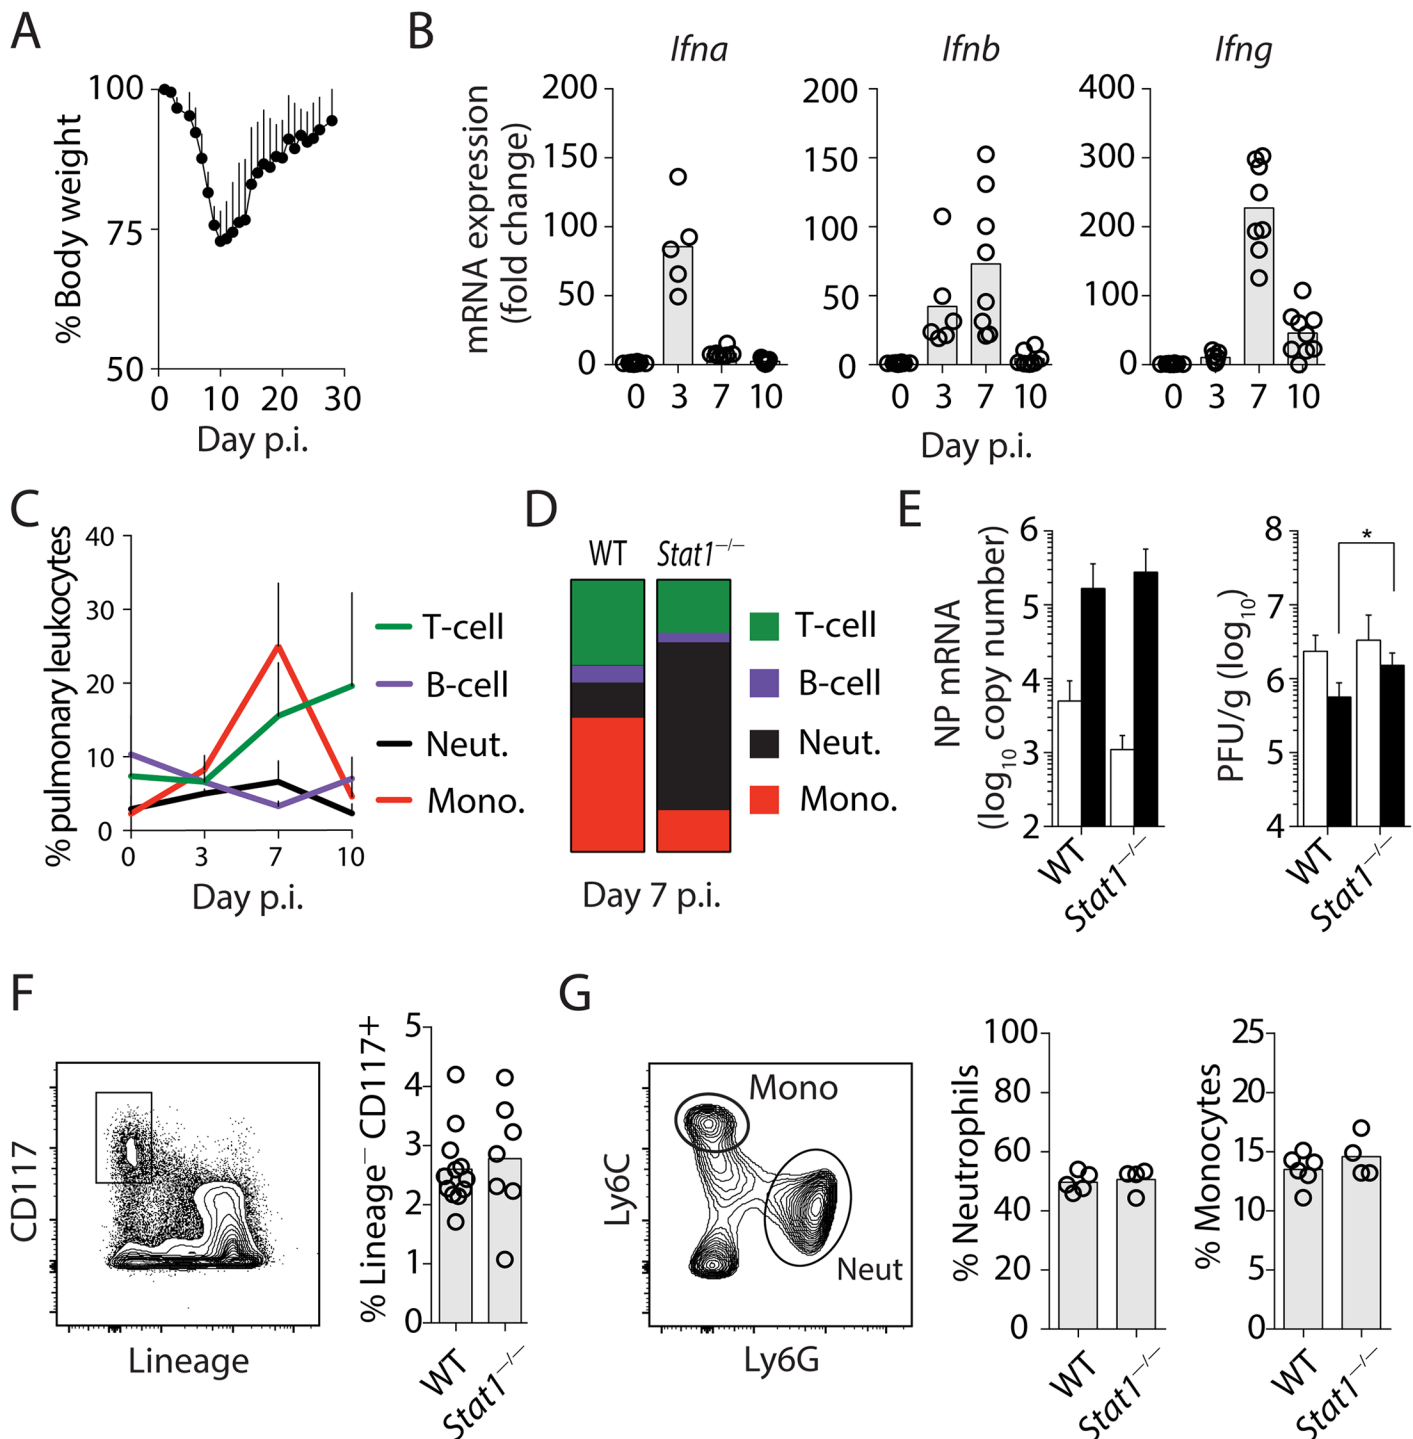 A
100
75
50
0 10 20 30
% Body weight
Day p.i.
B
Ifna Ifnb Ifng
mRNA expression
(fold change)
200
150
100
50
0
0 3 7 10
200
150
100
50
0
0 3 7 10
400
300
200
100
0
0 3 7 10
Day p.i.
C
% pulmonary leukocytes
40
30
20
10
0
0 3 7 10
Day p.i.
T-cell
B-cell
Neut.
Mono.
D
WT Stat1−/−
T-cell
B-cell
Neut.
Mono.
Day 7 p.i.
E
NP mRNA
(log10 copy number)
6
5
4
3
2
WT
Stat1−/−
PFU/g (log10)
8
7
6
5
4
*
WT
Stat1−/−
F
CD117
Lineage
% Lineage− CD117+
5
4
3
2
1
0
WT
Stat1−/−
G
Mono
Neut
Ly6C
Ly6G
% Neutrophils
100
80
60
40
20
0
WT
Stat1−/−
% Monocytes
25
20
15
10
5
0
WT
Stat1−/−